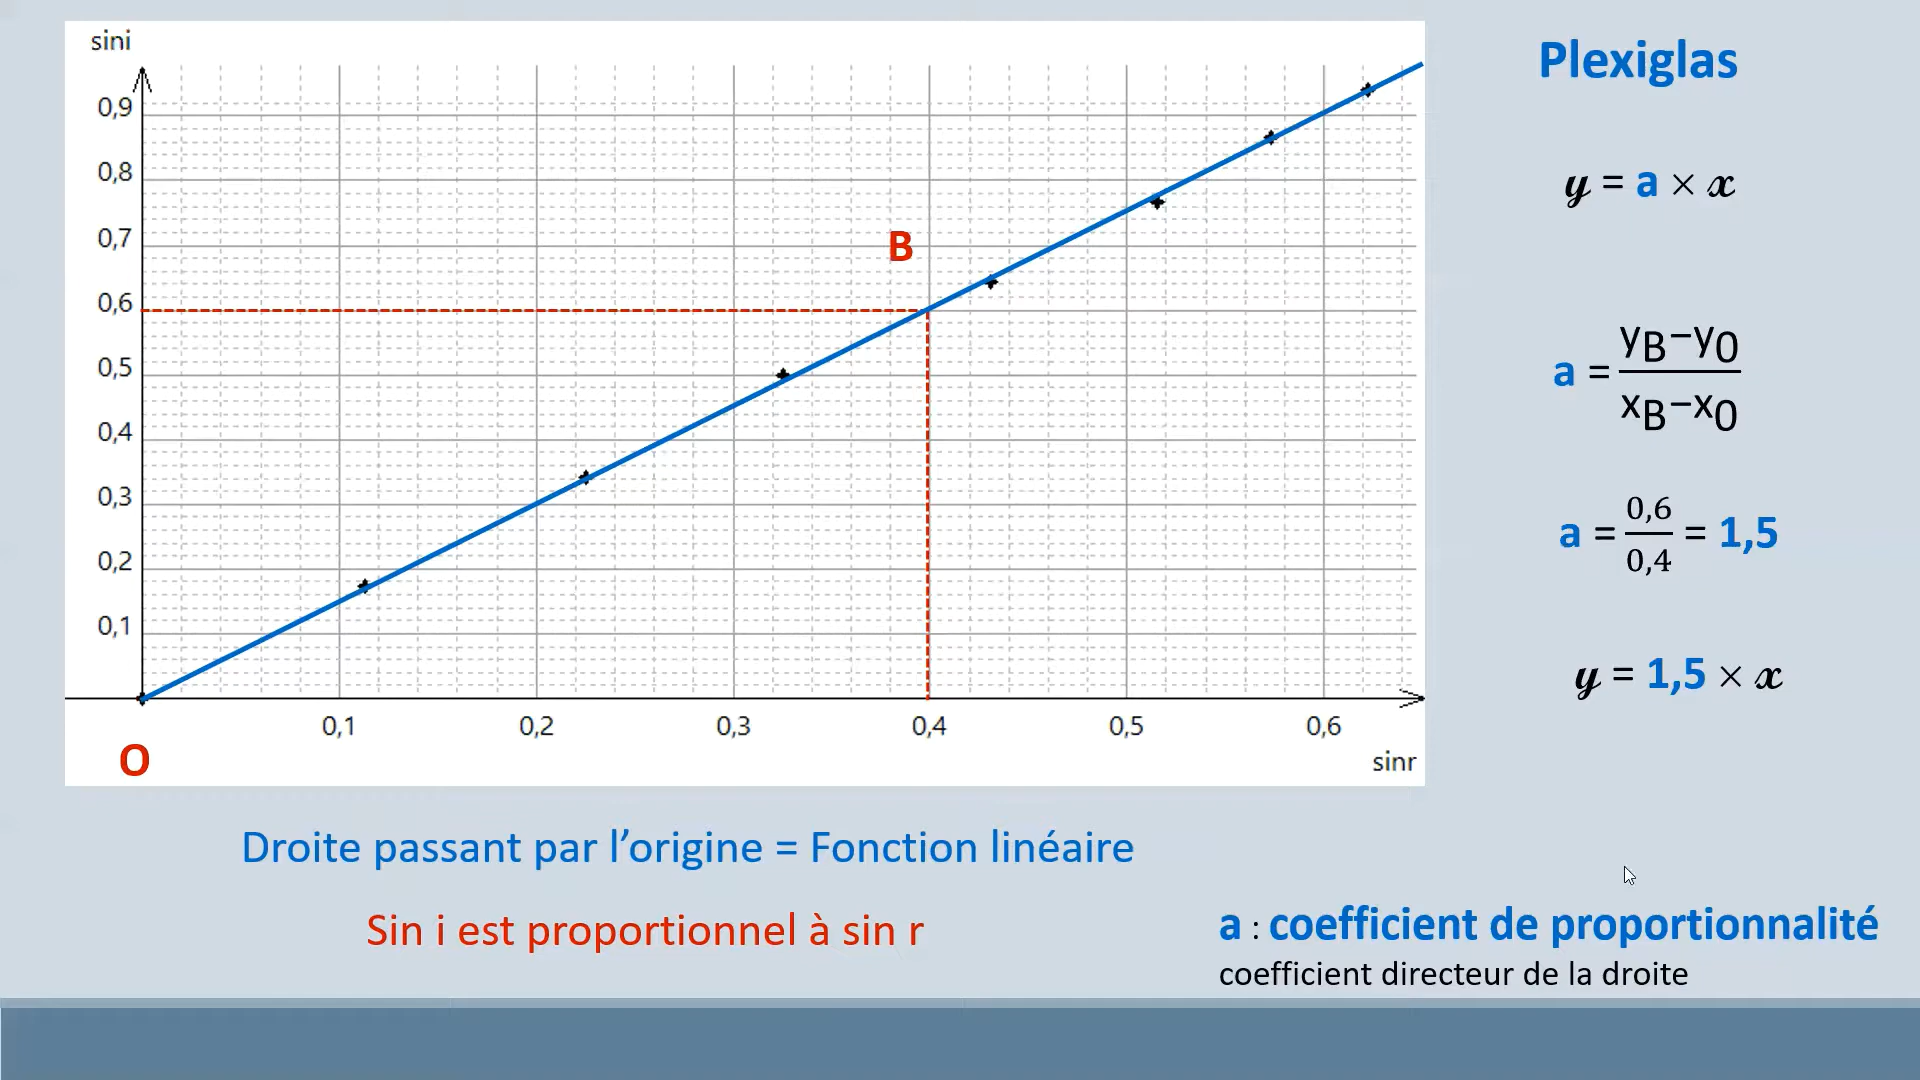 sini
0,9
0,8
0,7
0,6
0,5
0,4
0,3
0,2
0,1
B
0,1 0,2 0,3 0,4 0,5 0,6
sinr
O
Plexiglas
y = a × x
a = yB−yO / xB−xO
a = 0,6 / 0,4 = 1,5
y = 1,5 × x
Droite passant par l’origine = Fonction linéaire
Sin i est proportionnel à sin r
a : coefficient de proportionnalité
coefficient directeur de la droite